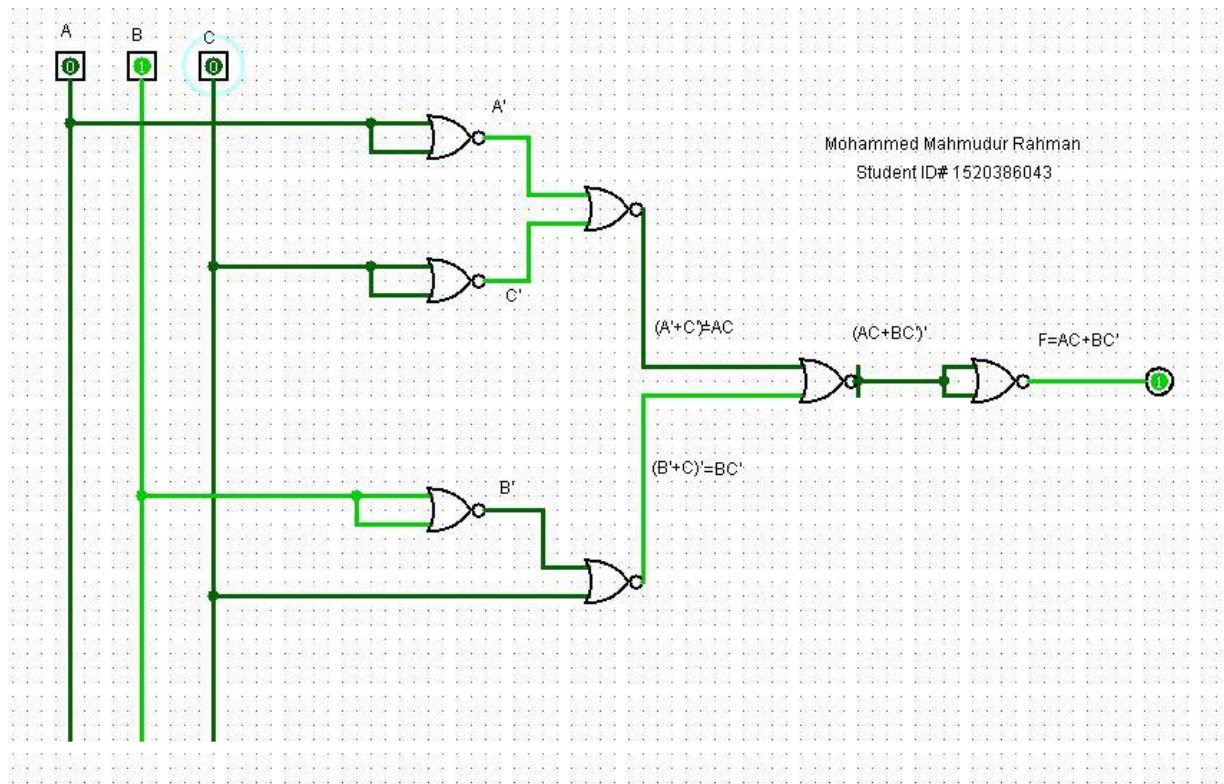 A
B
C
0
1
0
A'
Mohammed Mahmudur Rahman
Student ID# 1520386043
C'
(A'+C')'=AC
(AC+BC')'
F=AC+BC'
1
(B'+C)'=BC'
B'